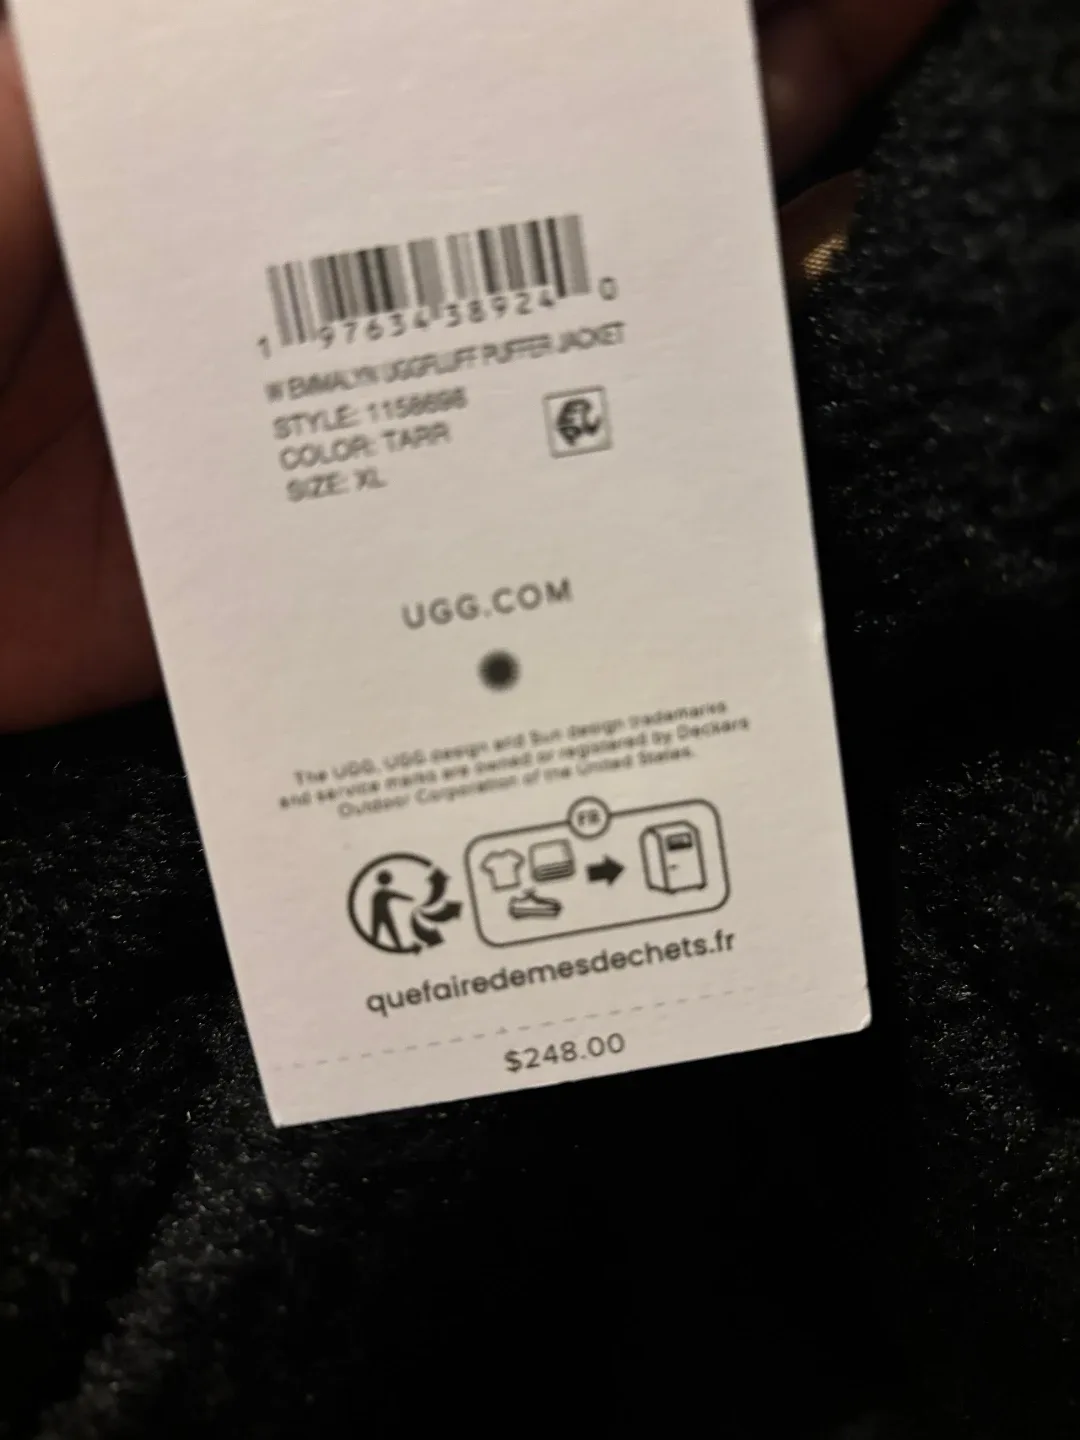 1 97634 38924 0
W EMMALYN UGGFLUFF PUFFER JACKET
STYLE: 1158698
COLOR: TARR
SIZE: XL
UGG.COM
The UGG, UGG design and Sun design trademarks
and service marks are owned or registered by Deckers
Outdoor Corporation of the United States.
FR
quefairedemesdechets.fr
$248.00